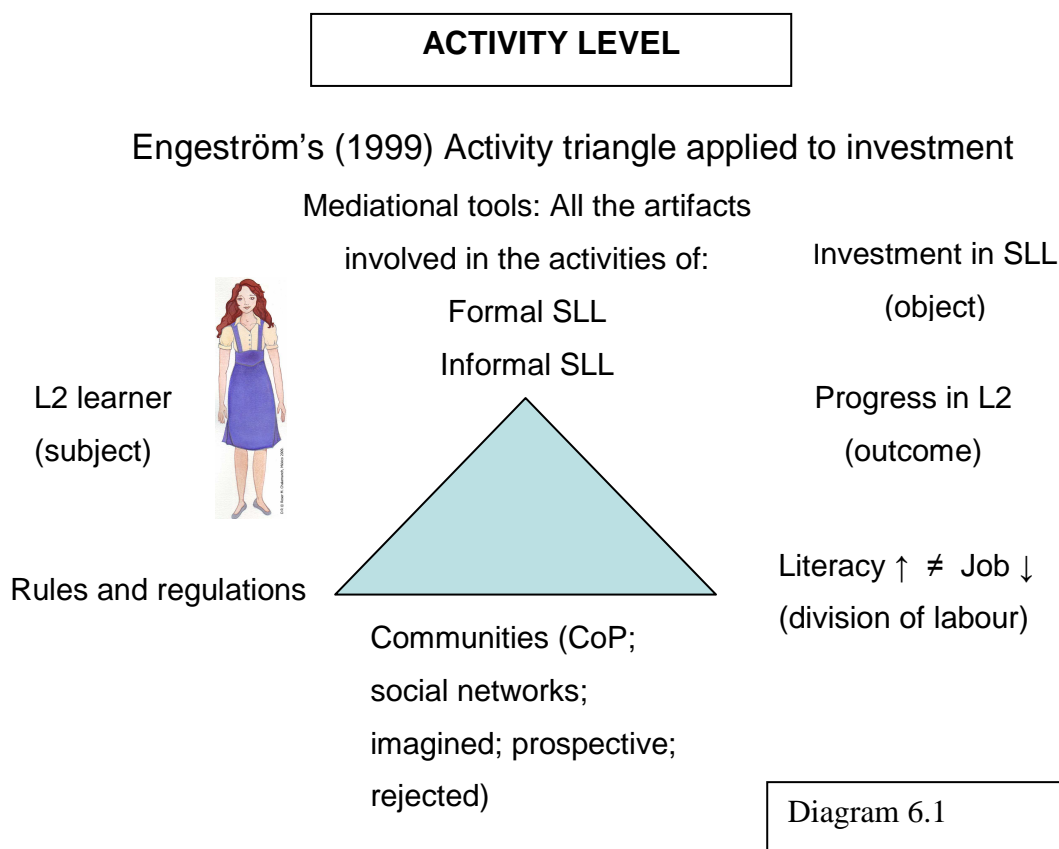 ACTIVITY LEVEL
Engeström’s (1999) Activity triangle applied to investment
Mediational tools: All the artifacts
involved in the activities of:
Formal SLL
Informal SLL
Investment in SLL
(object)
L2 learner
(subject)
Progress in L2
(outcome)
Rules and regulations
Literacy ↑ ≠ Job ↓
(division of labour)
Communities (CoP;
social networks;
imagined; prospective;
rejected)
Diagram 6.1